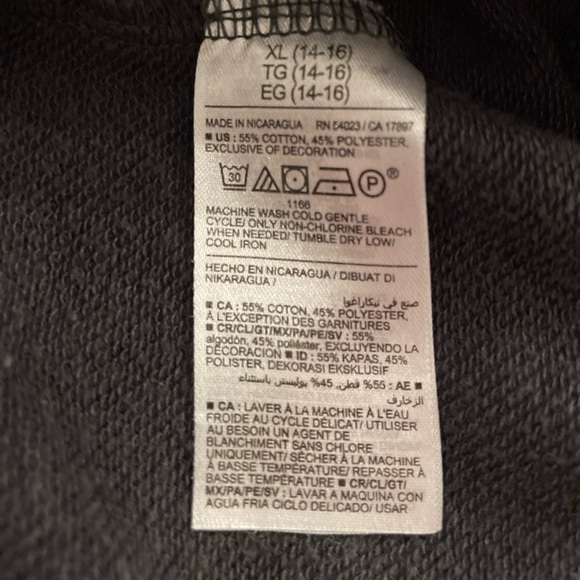 XL (14-16)
TG (14-16)
EG (14-16)
MADE IN NICARAGUA RN 54023 / CA 17897
■ US : 55% COTTON, 45% POLYESTER,
EXCLUSIVE OF DECORATION
30 P ®
1166
MACHINE WASH COLD GENTLE
CYCLE/ ONLY NON-CHLORINE BLEACH
WHEN NEEDED/ TUMBLE DRY LOW/
COOL IRON
HECHO EN NICARAGUA / DIBUAT DI
NIKARAGUA /
صنع في نيكاراغوا
■ CA : 55% COTON, 45% POLYESTER,
À L'EXCEPTION DES GARNITURES
■ CR/CL/GT/MX/PA/PE/SV : 55%
algodón, 45% poliéster, EXCLUYENDO LA
DECORACION ■ ID : 55% KAPAS, 45%
POLISTER, DEKORASI EKSKLUSIF
■ AE : 55% قطن, 45% بوليستر باستثناء
الزخارف
■ CA : LAVER À LA MACHINE À L'EAU
FROIDE AU CYCLE DÉLICAT/ UTILISER
AU BESOIN UN AGENT DE
BLANCHIMENT SANS CHLORE
UNIQUEMENT/ SÉCHER À LA MACHINE
À BASSE TEMPÉRATURE/ REPASSER À
BASSE TEMPÉRATURE ■ CR/CL/GT/
MX/PA/PE/SV : LAVAR A MAQUINA CON
AGUA FRIA CICLO DELICADO/ USAR